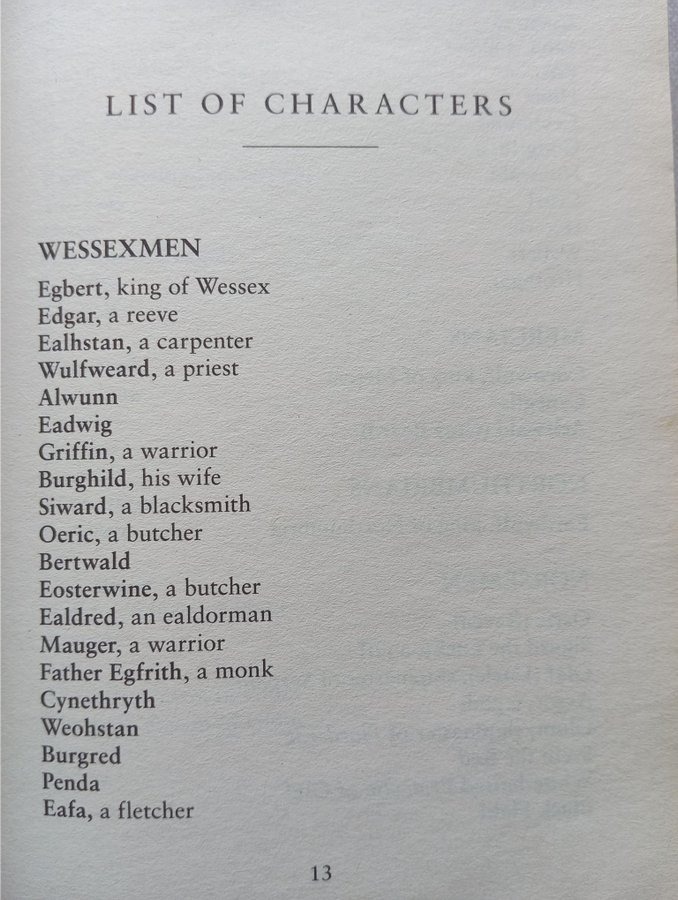 LIST OF CHARACTERS
WESSEXMEN
Egbert, king of Wessex
Edgar, a reeve
Ealhstan, a carpenter
Wulfweard, a priest
Alwunn
Eadwig
Griffin, a warrior
Burghild, his wife
Siward, a blacksmith
Oeric, a butcher
Bertwald
Eosterwine, a butcher
Ealdred, an ealdorman
Mauger, a warrior
Father Egfrith, a monk
Cynethryth
Weohstan
Burgred
Penda
Eafa, a fletcher
13